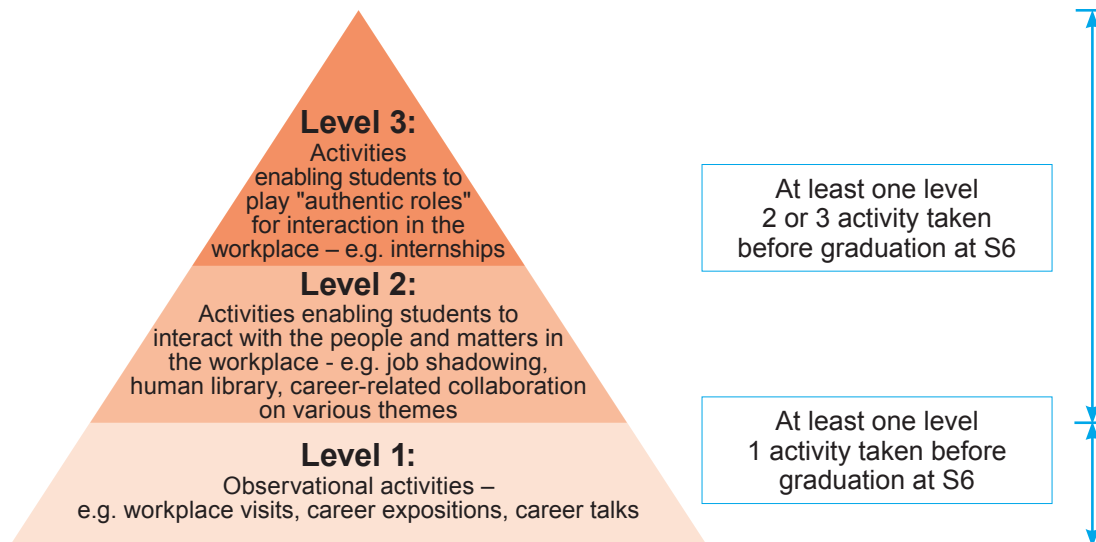 Level 3:
Activities
enabling students to
play "authentic roles"
for interaction in the
workplace – e.g. internships
At least one level
2 or 3 activity taken
before graduation at S6
Level 2:
Activities enabling students to
interact with the people and matters in
the workplace - e.g. job shadowing,
human library, career-related collaboration
on various themes
At least one level
1 activity taken before
graduation at S6
Level 1:
Observational activities –
e.g. workplace visits, career expositions, career talks